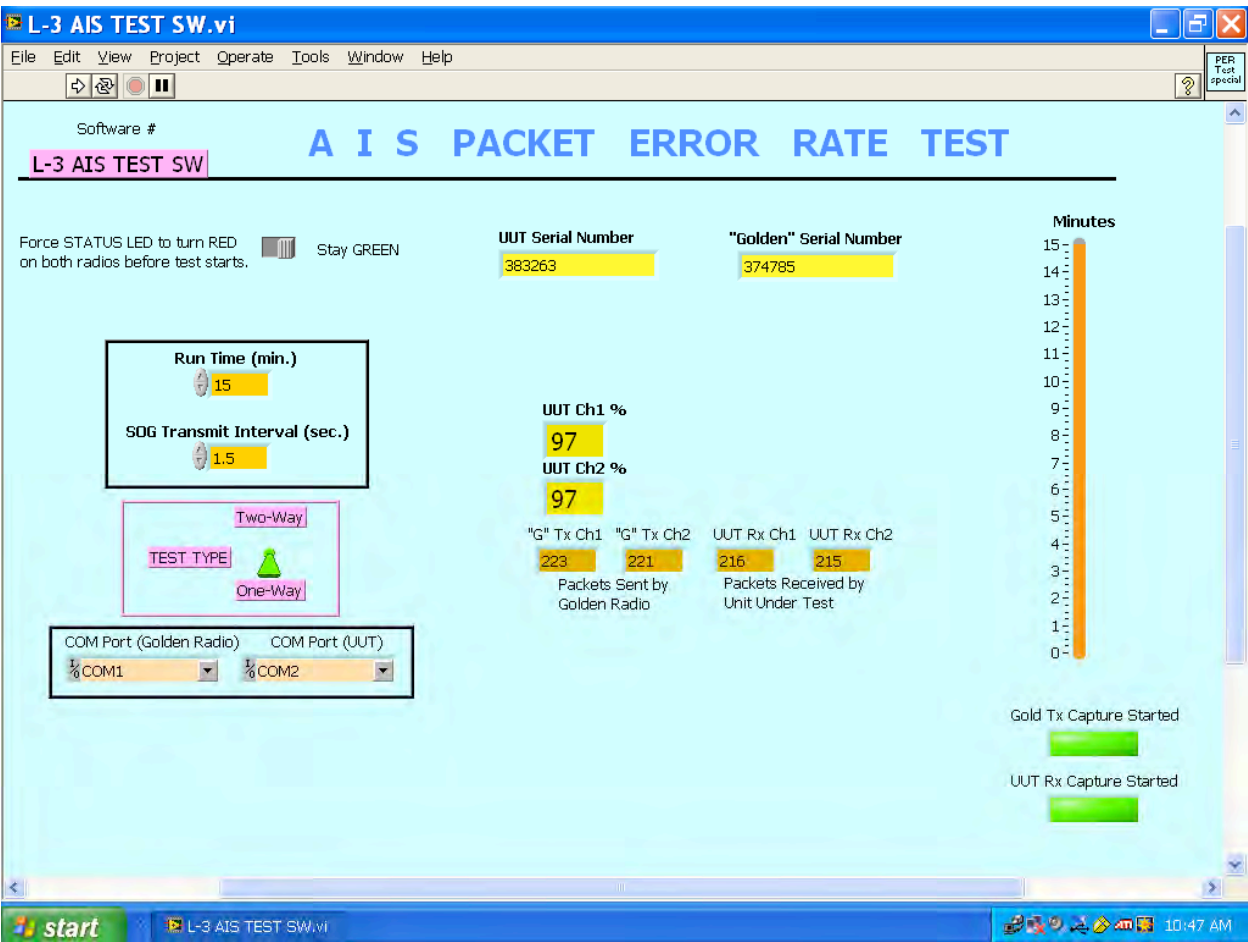 L-3 AIS TEST SW.vi
File Edit View Project Operate Tools Window Help
PER
Test
special
?
Software #
L-3 AIS TEST SW
A I S PACKET ERROR RATE TEST
Force STATUS LED to turn RED
on both radios before test starts.
Stay GREEN
UUT Serial Number
383263
"Golden" Serial Number
374785
Minutes
15
14
13
12
11
10
9
8
7
6
5
4
3
2
1
0
Run Time (min.)
15
SOG Transmit Interval (sec.)
1.5
UUT Ch1 %
97
UUT Ch2 %
97
"G" Tx Ch1 "G" Tx Ch2 UUT Rx Ch1 UUT Rx Ch2
223 221 216 215
Packets Sent by
Golden Radio
Packets Received by
Unit Under Test
Two-Way
TEST TYPE
One-Way
COM Port (Golden Radio) COM Port (UUT)
COM1 COM2
Gold Tx Capture Started
UUT Rx Capture Started
start L-3 AIS TEST SW.vi 10:47 AM